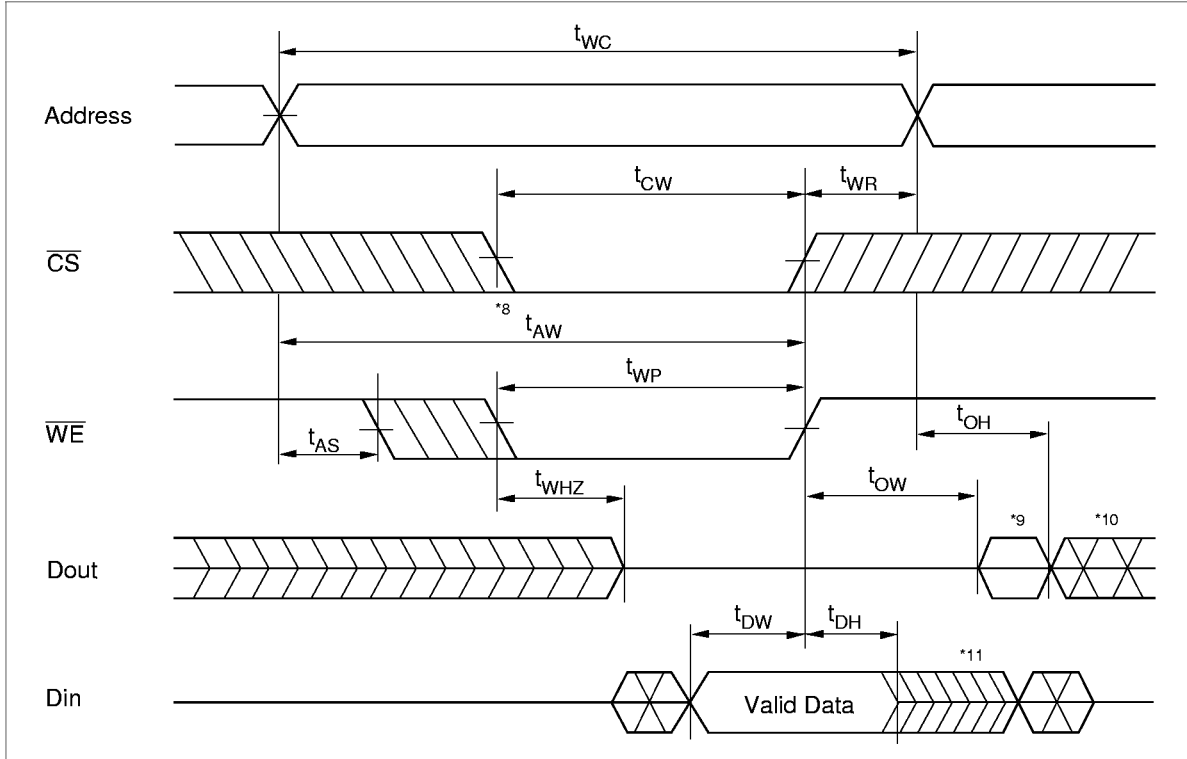 tWC
Address
tCW
tWR
CS
*8
tAW
tWP
WE
tAS
tOH
tWHZ
tOW
*9
*10
Dout
tDW
tDH
*11
Din
Valid Data